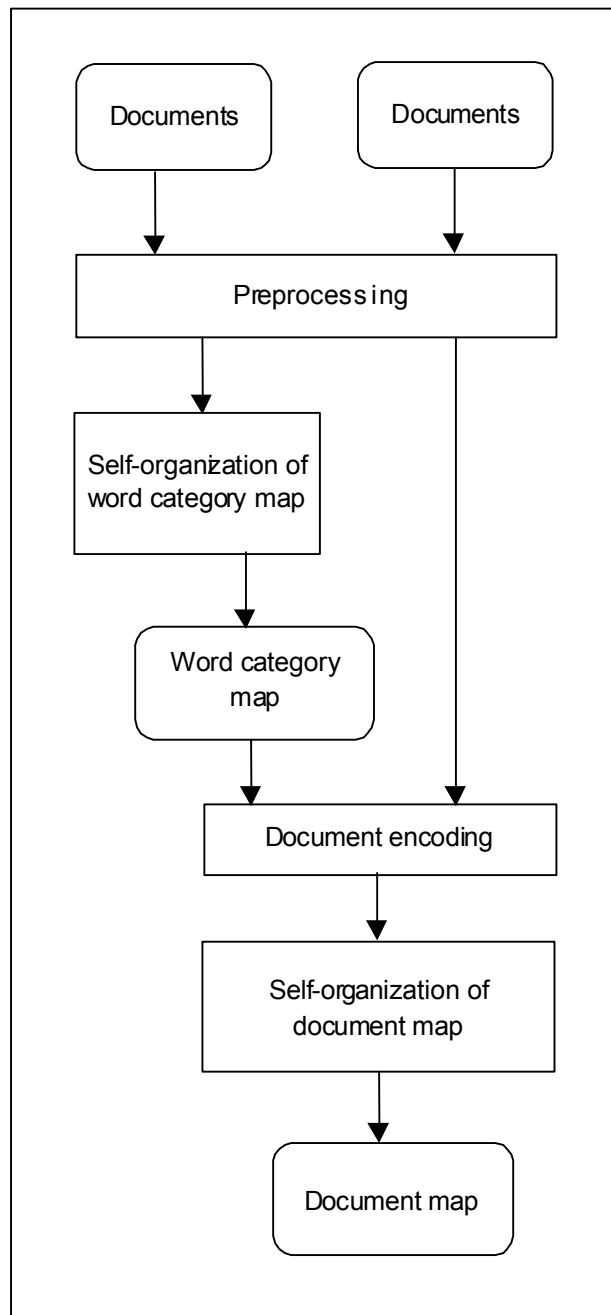 Documents
Documents
Preprocessing
Self-organization of
word category map
Word category
map
Document encoding
Self-organization of
document map
Document map